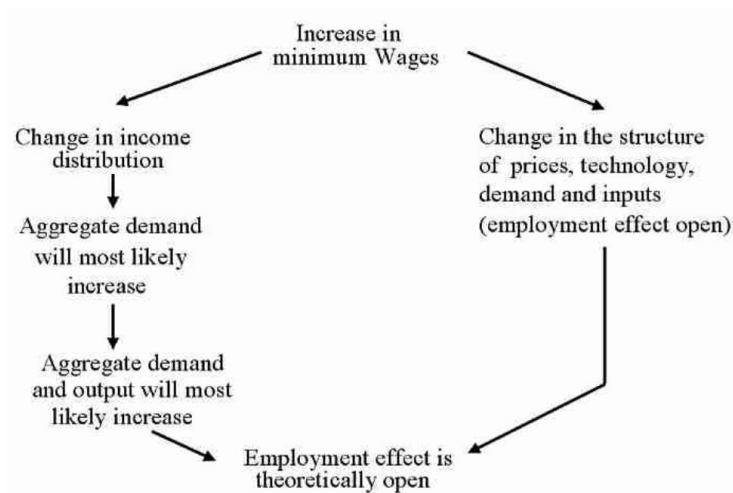 Increase in
minimum Wages
Change in income
distribution
Aggregate demand
will most likely
increase
Aggregate demand
and output will most
likely increase
Change in the structure
of prices, technology,
demand and inputs
(employment effect open)
Employment effect is
theoretically open